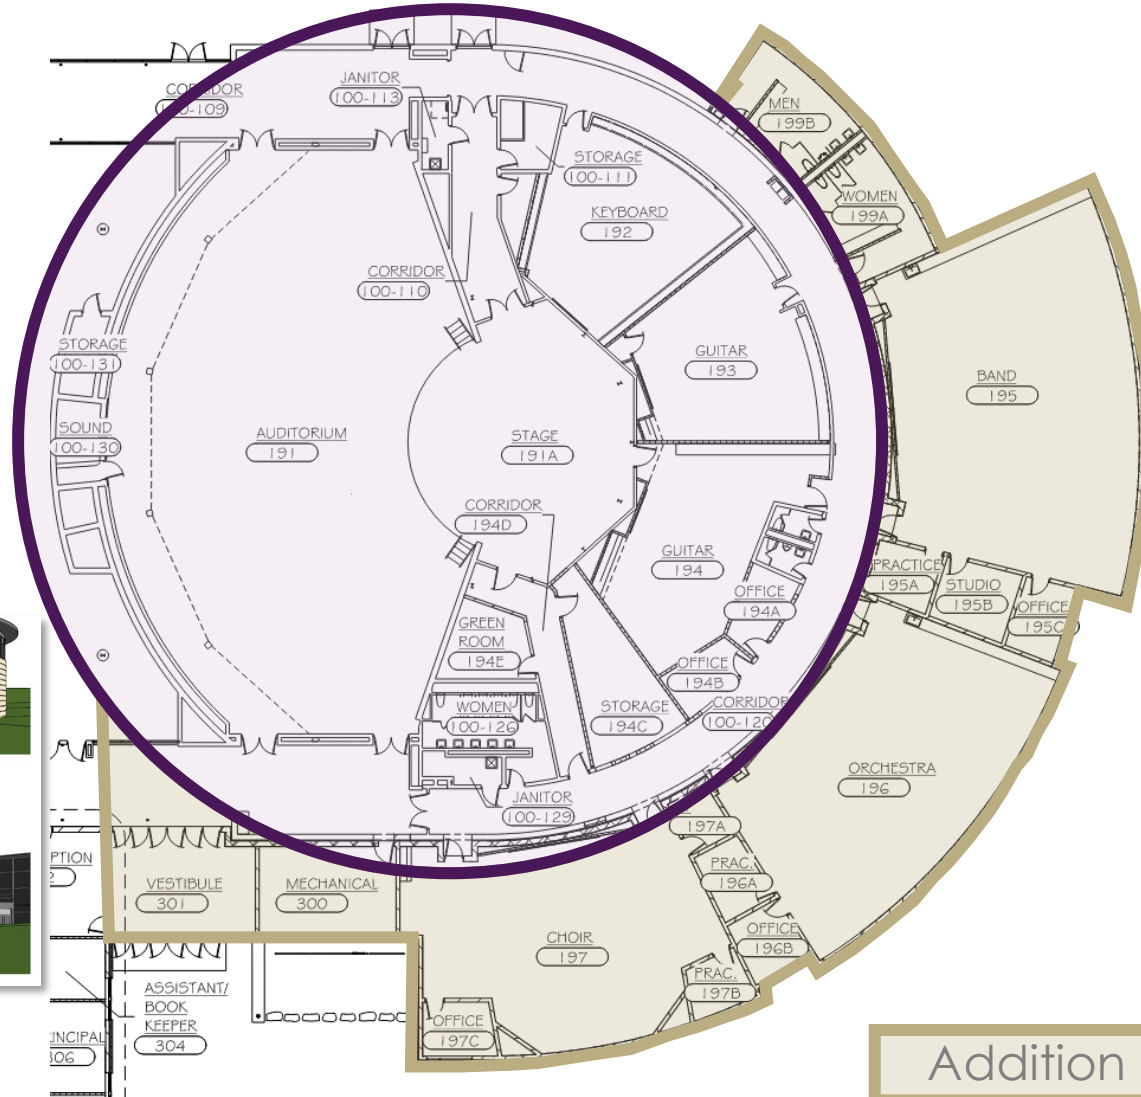 CORRIDOR
JANITOR
100-113
MEN
199B
STORAGE
100-111
WOMEN
199A
KEYBOARD
192
CORRIDOR
100-110
STORAGE
100-131
GUITAR
193
BAND
195
SOUND
100-130
AUDITORIUM
191
STAGE
191A
CORRIDOR
194D
GUITAR
194
PRACTICE
195A
STUDIO
195B
OFFICE
195C
OFFICE
194A
GREEN
ROOM
194E
OFFICE
194B
WOMEN
100-126
STORAGE
194C
CORRIDOR
100-120
ORCHESTRA
196
JANITOR
100-129
197A
PTION
2
VESTIBULE
301
MECHANICAL
300
PRAC.
196A
OFFICE
196B
CHOIR
197
PRAC.
197B
ASSISTANT/
BOOK
KEEPER
304
OFFICE
197C
INCIPAL
306
Addition